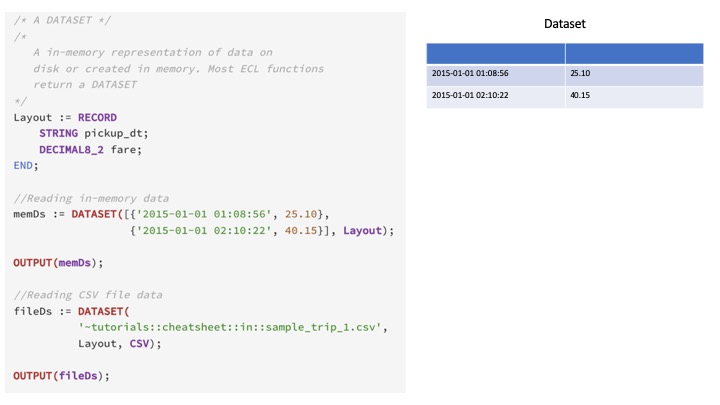 /* A DATASET */
/*
   A in-memory representation of data on
   disk or created in memory. Most ECL functions
   return a DATASET
*/
Layout := RECORD
    STRING pickup_dt;
    DECIMAL8_2 fare;
END;

//Reading in-memory data
memDs := DATASET([{'2015-01-01 01:08:56', 25.10},
                  {'2015-01-01 02:10:22', 40.15}], Layout);

OUTPUT(memDs);

//Reading CSV file data
fileDs := DATASET(
          '~tutorials::cheatsheet::in::sample_trip_1.csv',
          Layout, CSV);

OUTPUT(fileDs);
Dataset
2015-01-01 01:08:56 25.10
2015-01-01 02:10:22 40.15